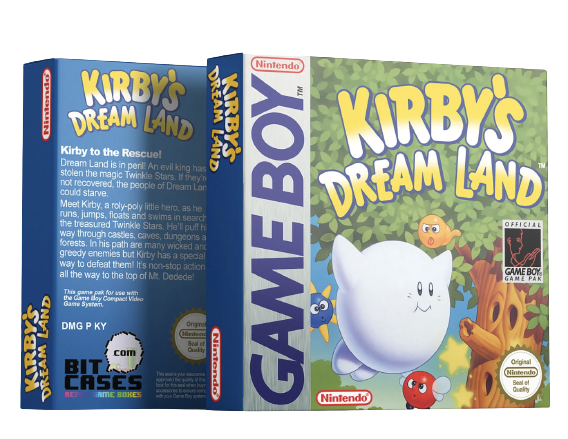 Nintendo
KIRBY'S
DREAM LAND
Kirby to the Rescue!
Dream Land is in peril! An evil king has
stolen the magic Twinkle Stars. If they're
not recovered, the people of Dream Land
could starve.
Meet Kirby, a roly-poly little hero, as he
runs, jumps, floats and swims in search
the treasured Twinkle Stars. He'll puff h
way through castles, caves, dungeons a
forests. In his path are many wicked and
greedy enemies but Kirby has a special
way to defeat them! It's non-stop action
all the way to the top of Mt. Dedede!
This game pak for use with
the Game Boy Compact Video
Game System.
DMG P KY
BIT
.com
CASES
RETRO GAME BOXES
Original
Nintendo
Seal of
Quality
KIRBY'S
DREAM LAND
KIRBY'S
DREAM LAND
Nintendo
GAME BOY
TM
KIRBY'S
DREAM LAND
TM
OFFICIAL
GAME BOY
GAME PAK
Original
Nintendo
Seal of
Quality
Nintendo